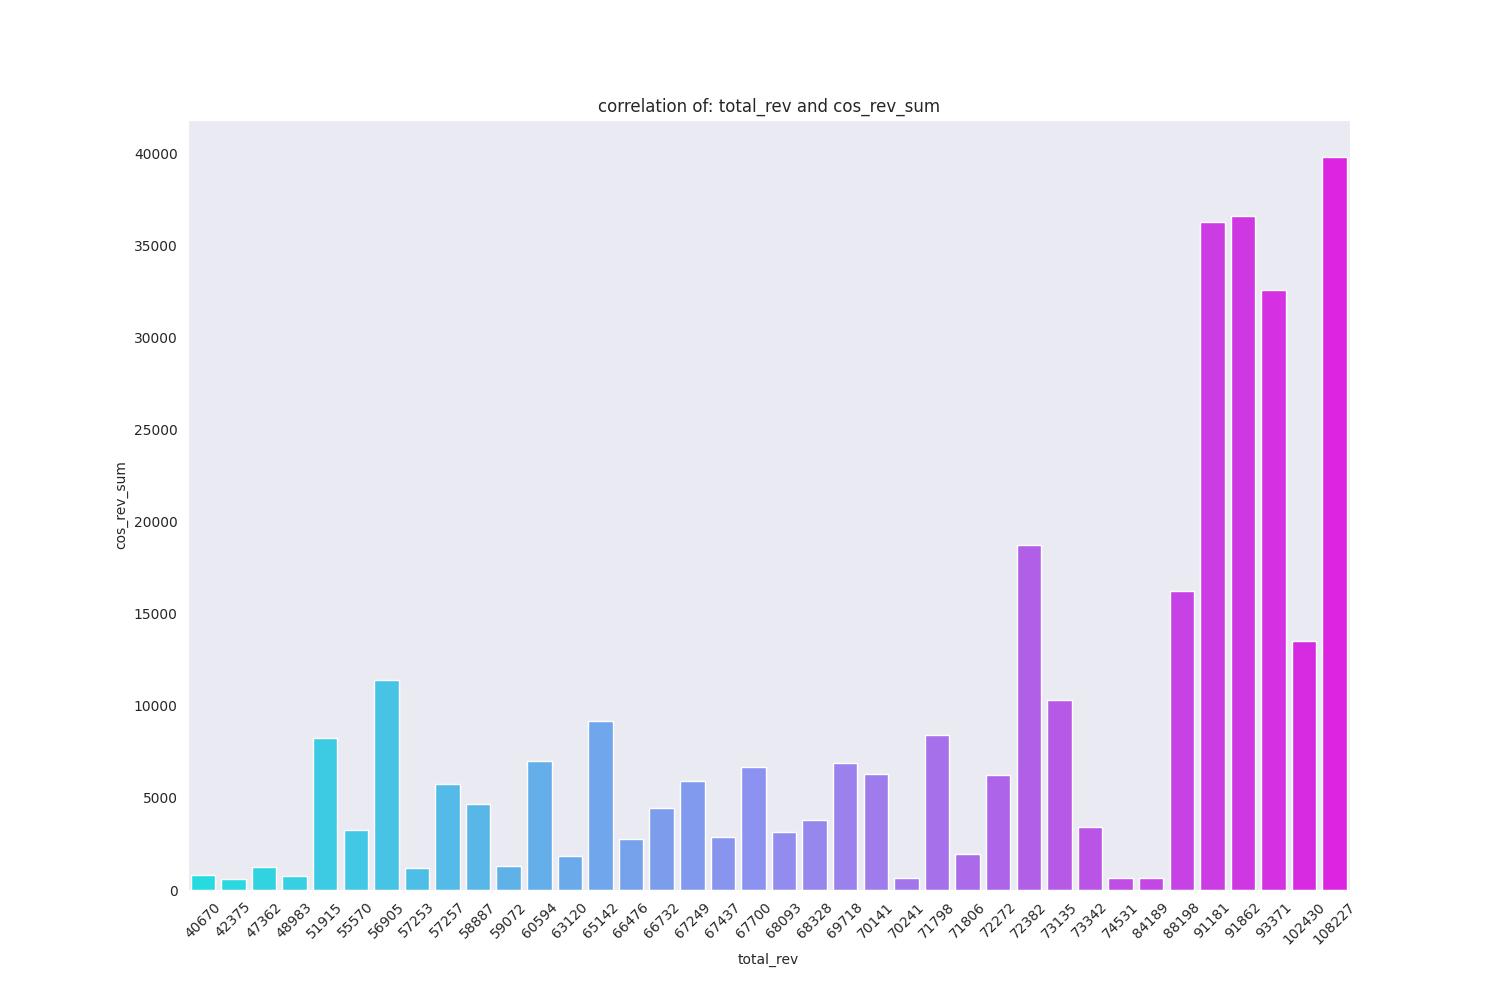 correlation of: total_rev and cos_rev_sum
40000
35000
30000
25000
20000
15000
10000
5000
0
cos_rev_sum
40670 42375 47362 48983 51915 55570 56905 57253 57257 58887 59072 60594 63120 65142 66476 66732 67249 67437 67700 68093 68328 69718 70141 70241 71798 71806 72272 72382 73135 73342 74531 84189 88198 91181 91862 93371 102430 108227
total_rev